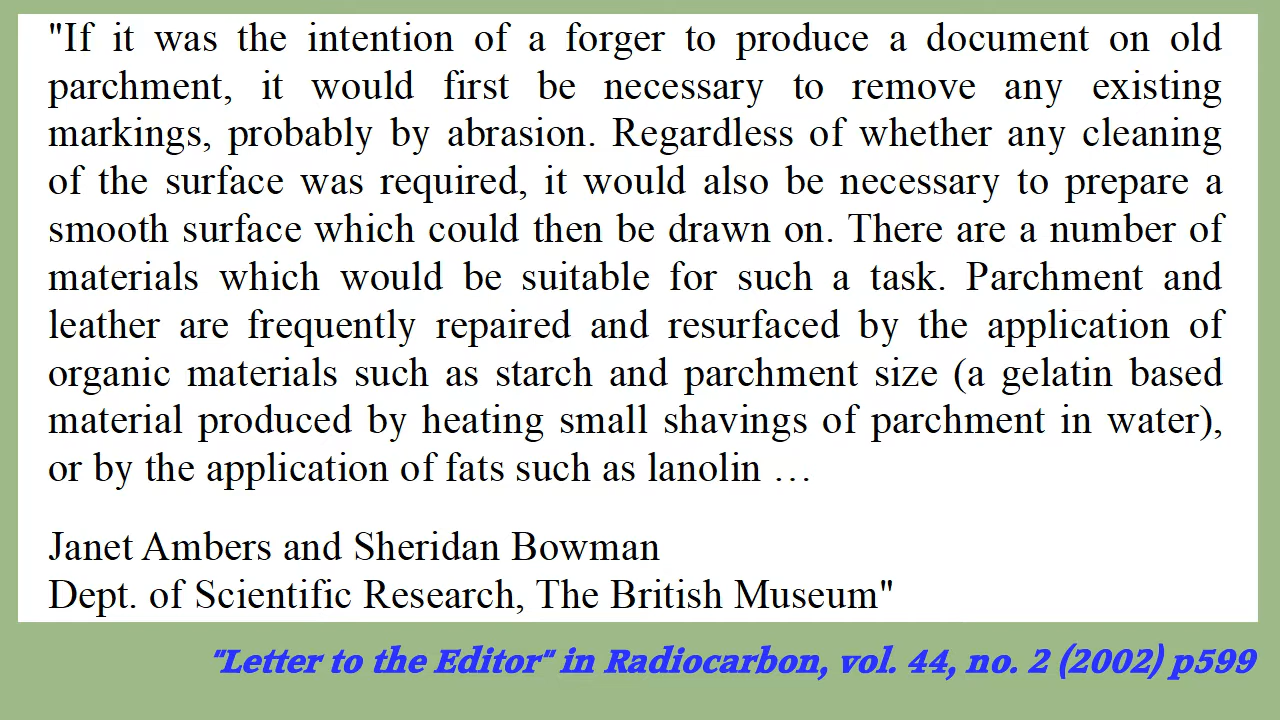 "If it was the intention of a forger to produce a document on old
parchment, it would first be necessary to remove any existing
markings, probably by abrasion. Regardless of whether any cleaning
of the surface was required, it would also be necessary to prepare a
smooth surface which could then be drawn on. There are a number of
materials which would be suitable for such a task. Parchment and
leather are frequently repaired and resurfaced by the application of
organic materials such as starch and parchment size (a gelatin based
material produced by heating small shavings of parchment in water),
or by the application of fats such as lanolin …
Janet Ambers and Sheridan Bowman
Dept. of Scientific Research, The British Museum"
"Letter to the Editor" in Radiocarbon, vol. 44, no. 2 (2002) p599